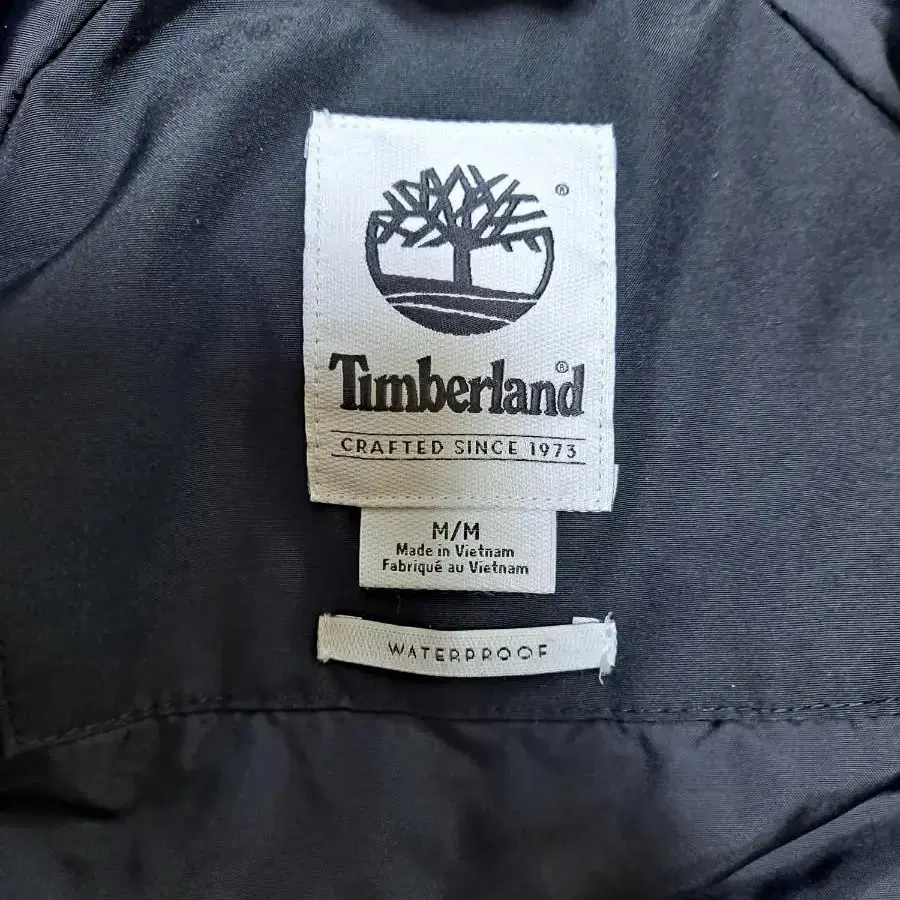 ®
Timberland®
CRAFTED SINCE 1973
M/M
Made in Vietnam
Fabriqué au Vietnam
WATERPROOF